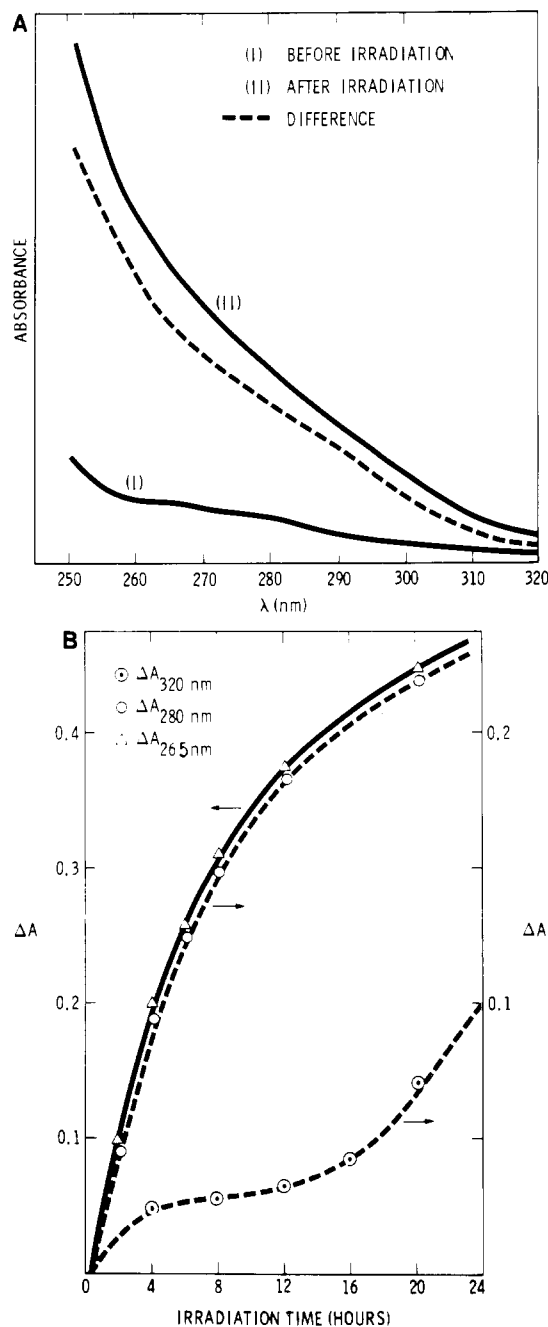 A
(I) BEFORE IRRADIATION
(II) AFTER IRRADIATION
DIFFERENCE
ABSORBANCE
(II)
(I)
250 260 270 280 290 300 310 320
λ (nm)
B
ΔA320 nm
ΔA280 nm
ΔA265nm
0.4
0.3
0.2
0.1
0.2
0.1
ΔA
ΔA
0 4 8 12 16 20 24
IRRADIATION TIME (HOURS)